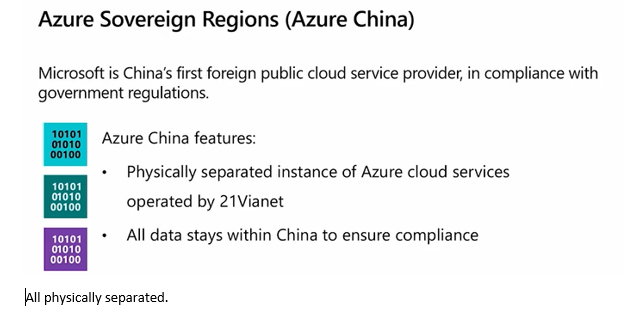 Azure Sovereign Regions (Azure China)
Microsoft is China's first foreign public cloud service provider, in compliance with
government regulations.
10101
01010
00100
Azure China features:
• Physically separated instance of Azure cloud services
operated by 21Vianet
10101
01010
00100
• All data stays within China to ensure compliance
10101
01010
00100
All physically separated.